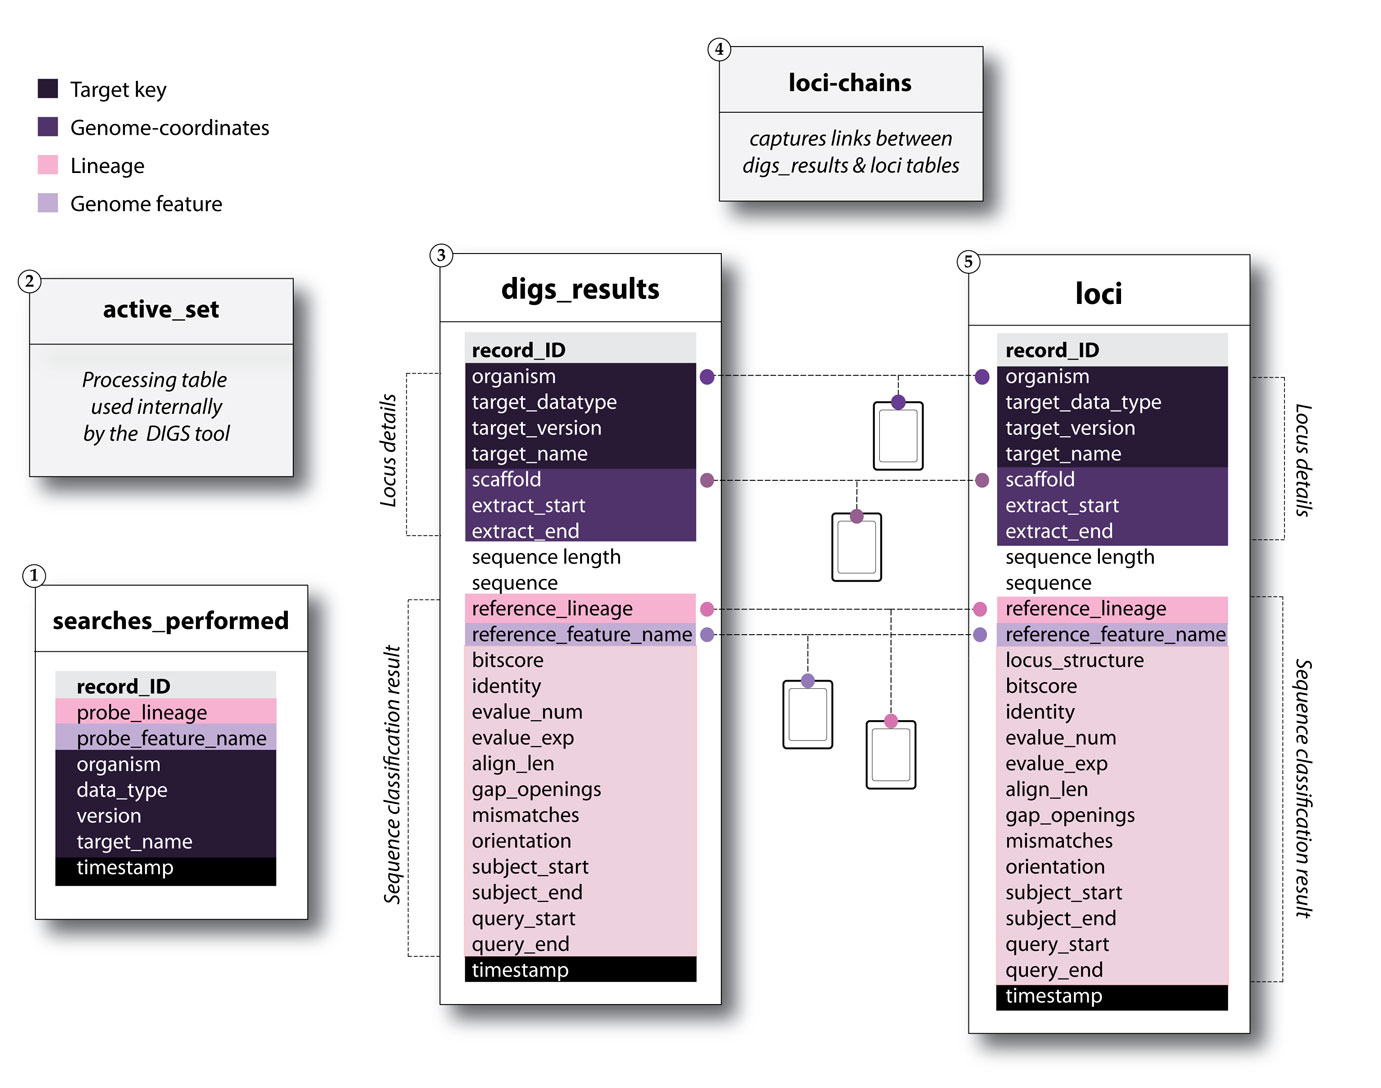 Target key
Genome-coordinates
Lineage
Genome feature
4
loci-chains
captures links between
digs_results & loci tables
2
active_set
Processing table
used internally
by the DIGS tool
1
searches_performed
record_ID
probe_lineage
probe_feature_name
organism
data_type
version
target_name
timestamp
3
digs_results
record_ID
organism
target_datatype
target_version
target_name
scaffold
extract_start
extract_end
sequence length
sequence
reference_lineage
reference_feature_name
bitscore
identity
evalue_num
evalue_exp
align_len
gap_openings
mismatches
orientation
subject_start
subject_end
query_start
query_end
timestamp
Locus details
Sequence classification result
5
loci
record_ID
organism
target_data_type
target_version
target_name
scaffold
extract_start
extract_end
sequence length
sequence
reference_lineage
reference_feature_name
locus_structure
bitscore
identity
evalue_num
evalue_exp
align_len
gap_openings
mismatches
orientation
subject_start
subject_end
query_start
query_end
timestamp
Locus details
Sequence classification result